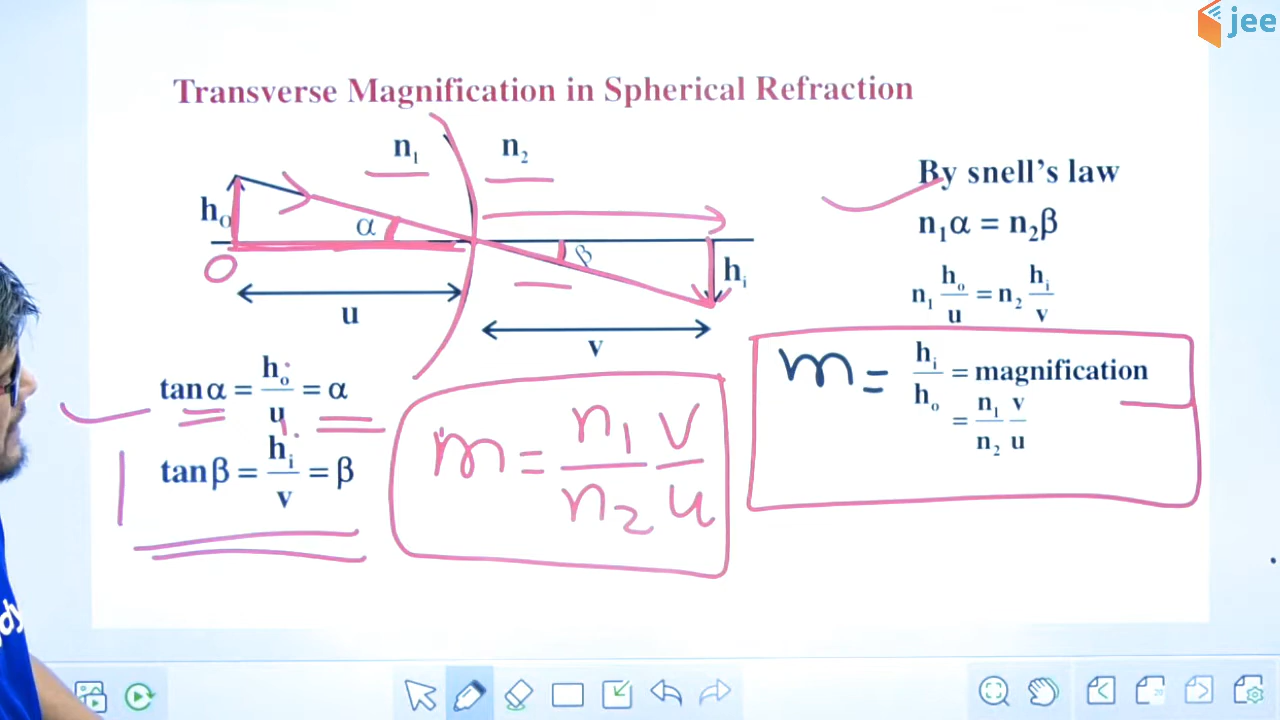 jee
Transverse Magnification in Spherical Refraction
n₁ n₂
By snell's law
hₒ α β hᵢ
n₁α = n₂β
O
u
v
n₁ hₒ/u = n₂ hᵢ/v
tanα = hₒ/u = α
tanβ = hᵢ/v = β
m = n₁/n₂ v/u
m = hᵢ/hₒ = magnification
= n₁/n₂ v/u
20